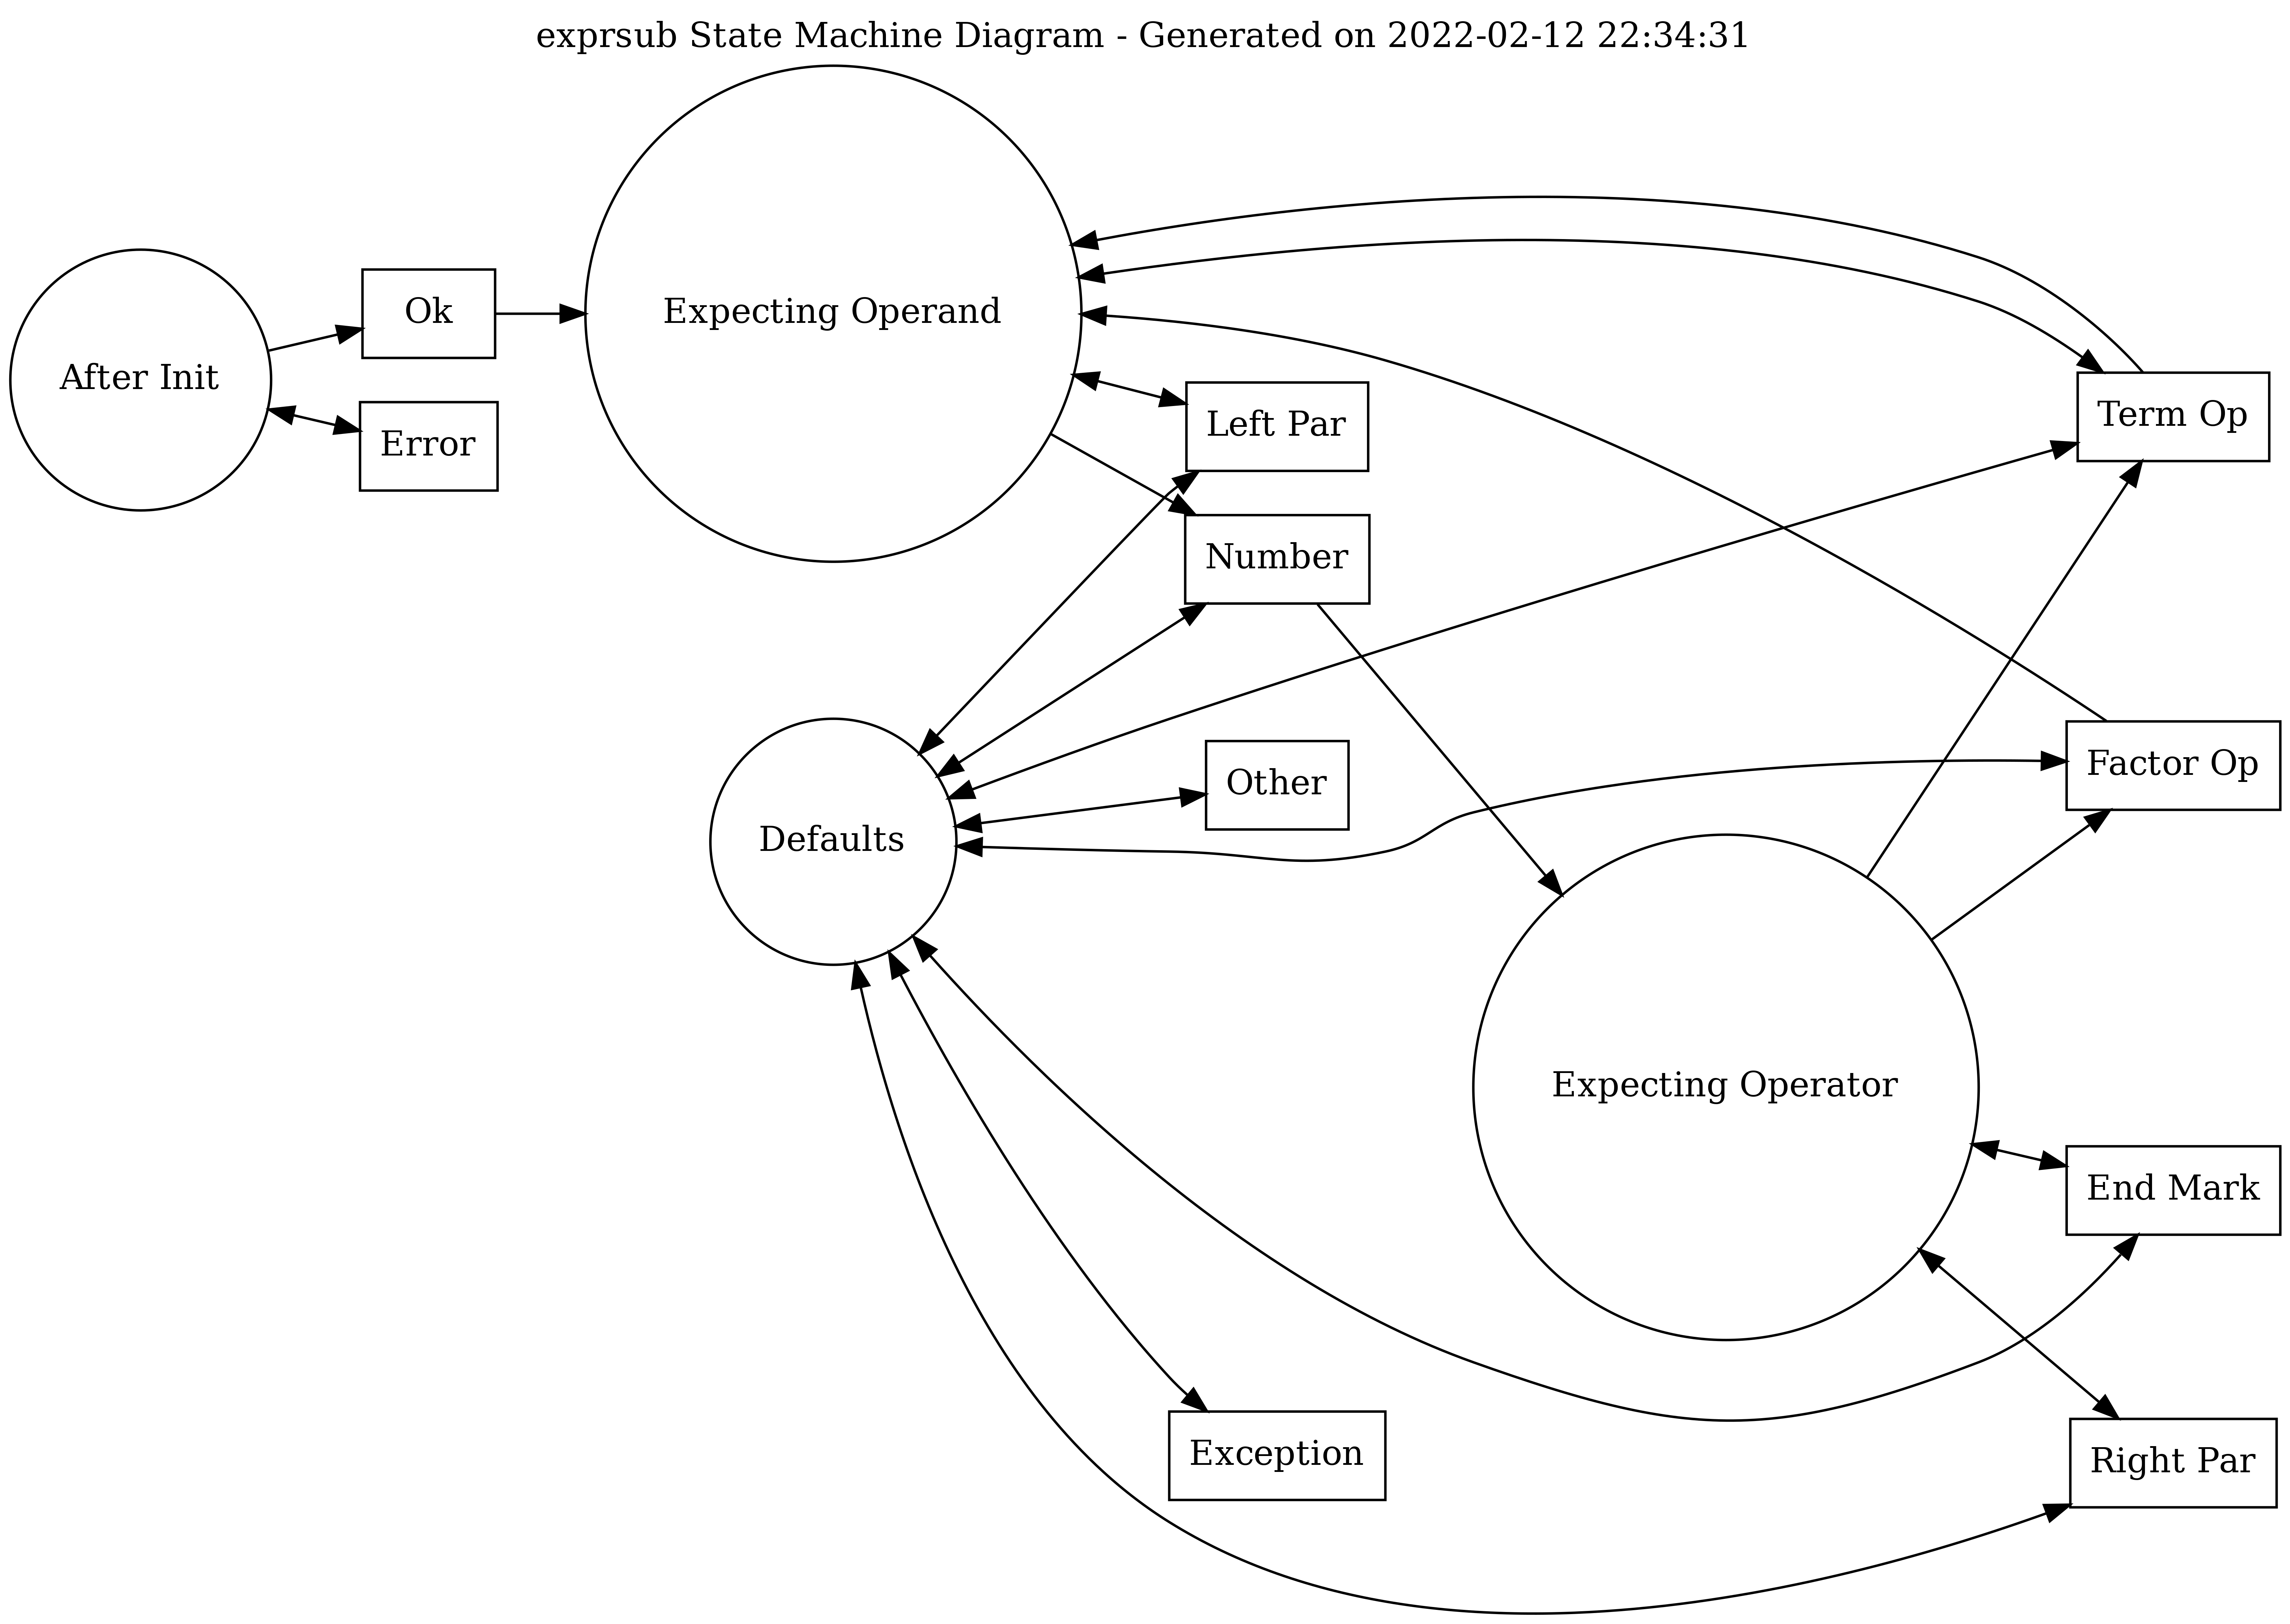 exprsub State Machine Diagram - Generated on 2022-02-12 22:34:31
After Init
Ok
Error
Expecting Operand
Left Par
Number
Term Op
Defaults
Other
Factor Op
Expecting Operator
End Mark
Exception
Right Par